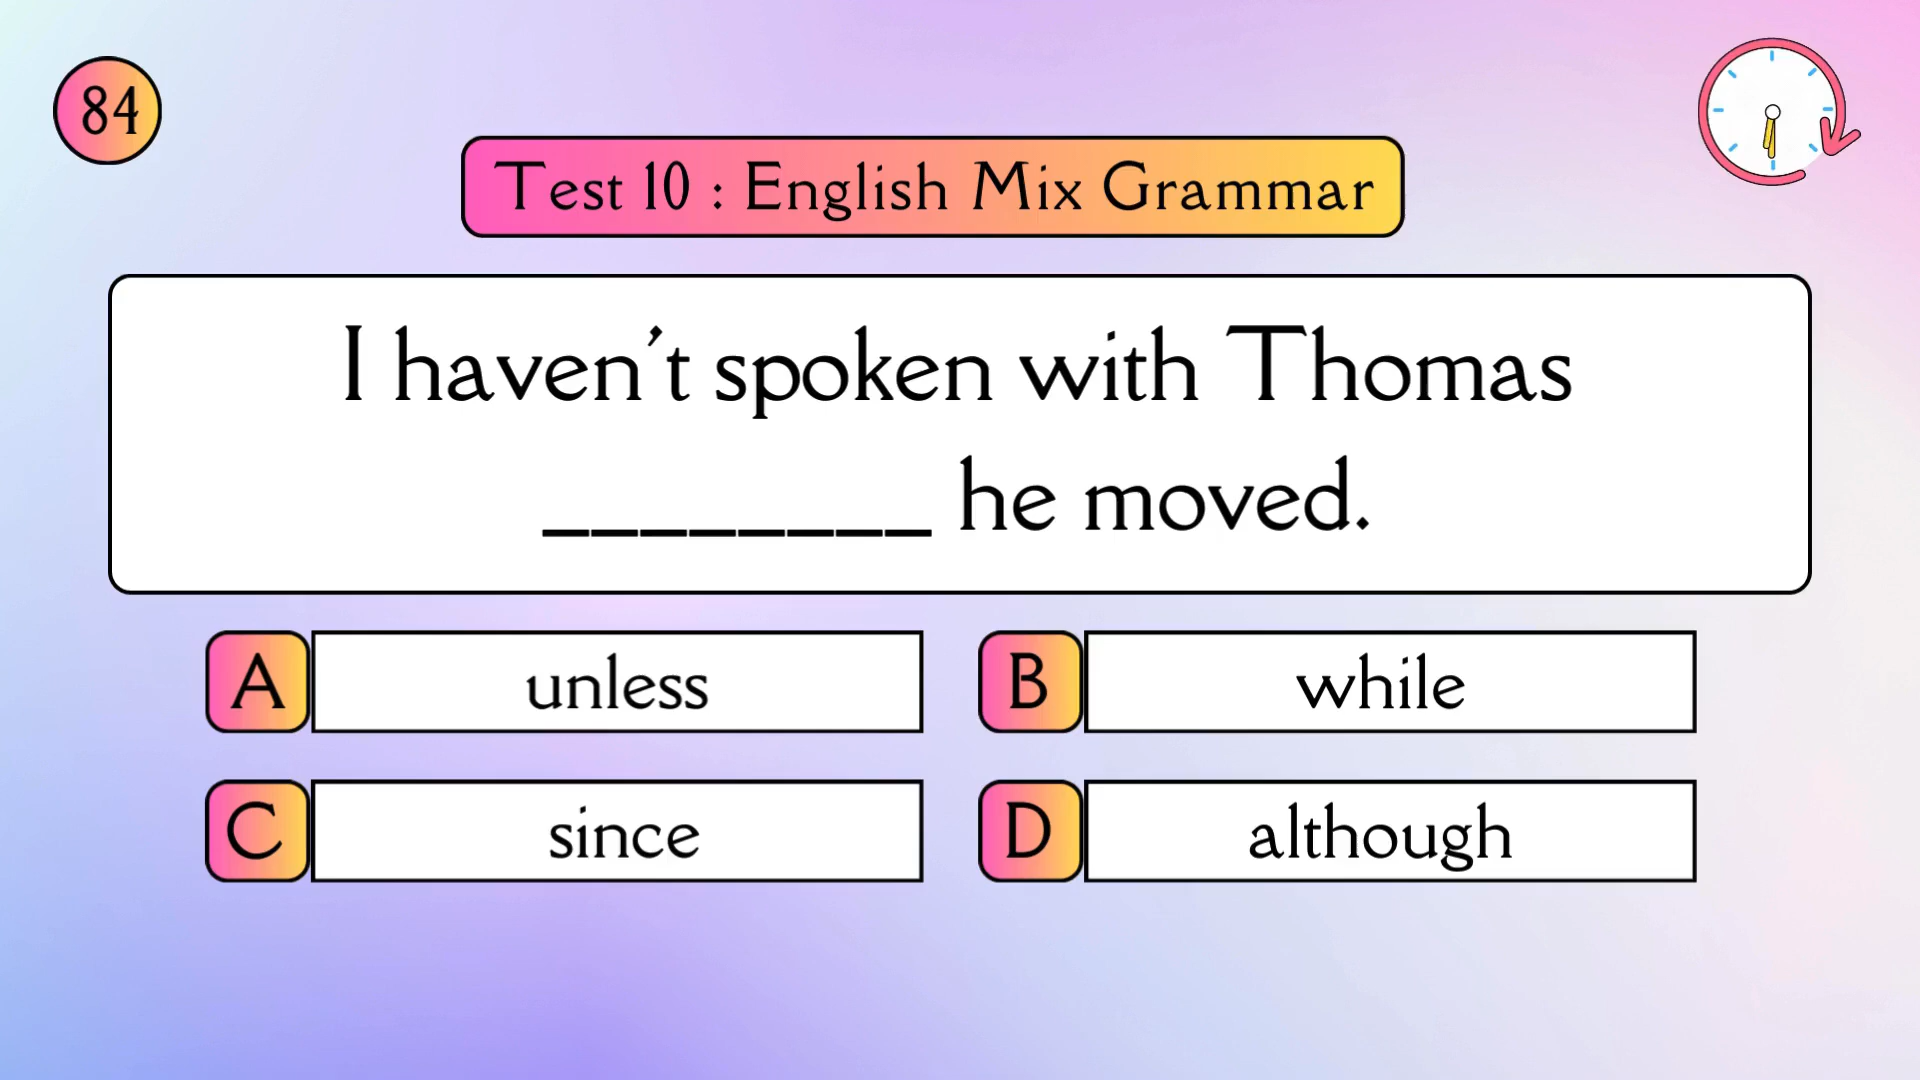 84
Test 10 : English Mix Grammar
I haven't spoken with Thomas
________ he moved.
A unless
B while
C since
D although